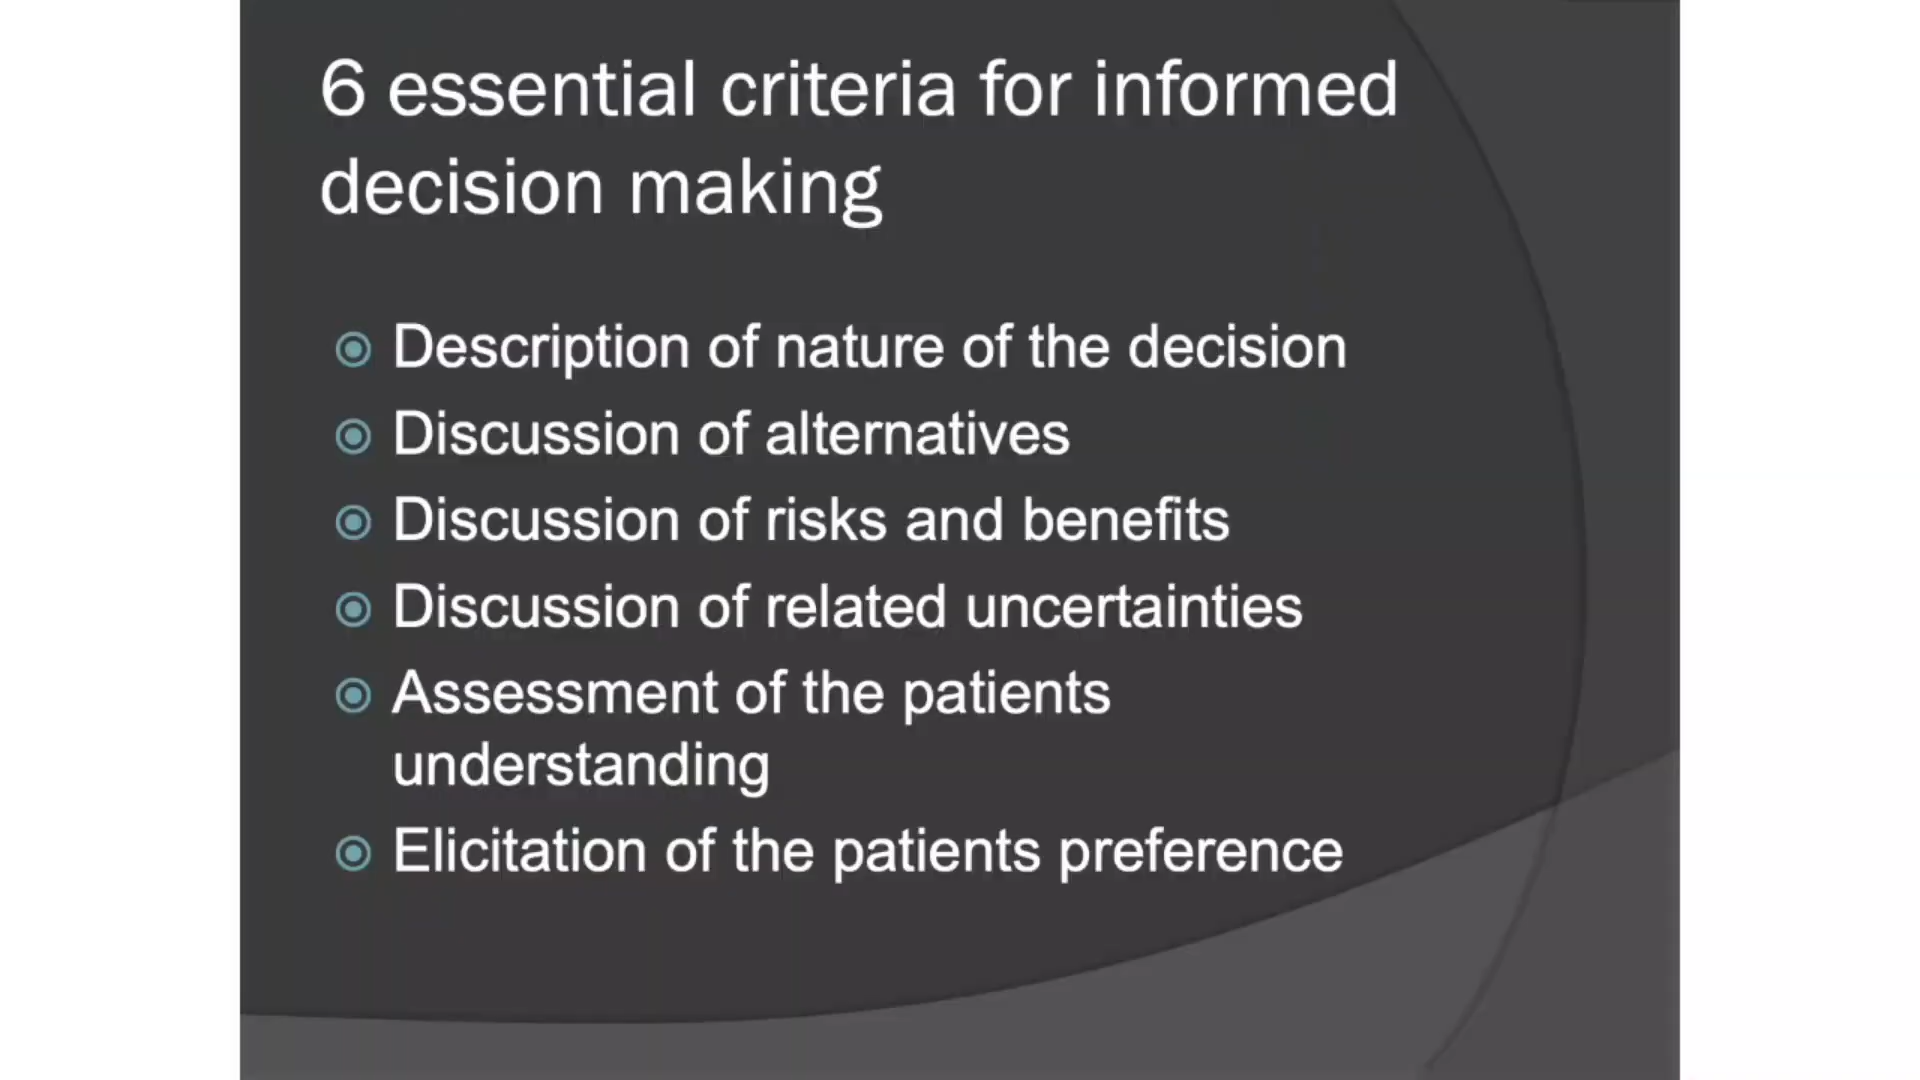 6 essential criteria for informed
decision making
Description of nature of the decision
Discussion of alternatives
Discussion of risks and benefits
Discussion of related uncertainties
Assessment of the patients
understanding
Elicitation of the patients preference